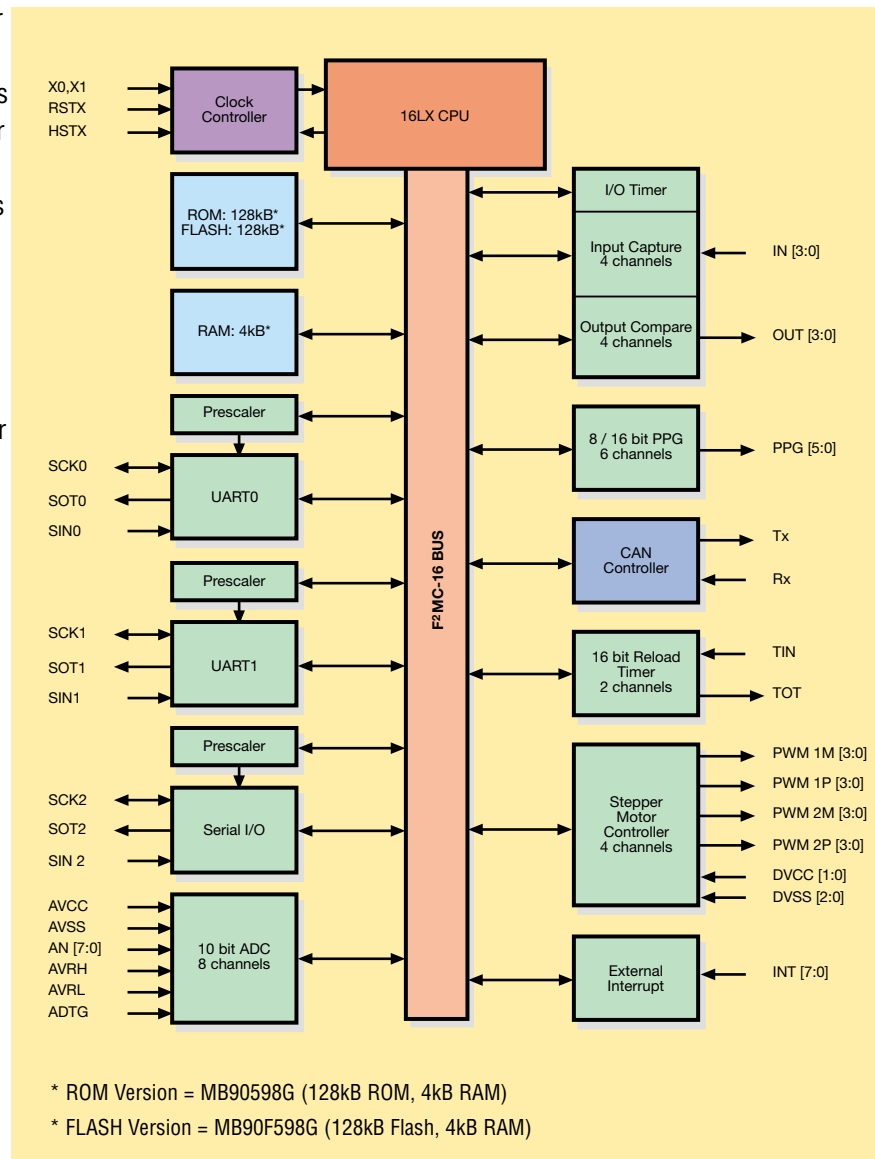 r
s
r
s
r
X0,X1
RSTX
HSTX
Clock
Controller
16LX CPU
ROM: 128kB*
FLASH: 128kB*
RAM: 4kB*
Prescaler
SCK0
SOT0
SIN0
UART0
Prescaler
SCK1
SOT1
SIN1
UART1
Prescaler
SCK2
SOT2
SIN 2
Serial I/O
AVCC
AVSS
AN [7:0]
AVRH
AVRL
ADTG
10 bit ADC
8 channels
F²MC-16 BUS
I/O Timer
Input Capture
4 channels
IN [3:0]
Output Compare
4 channels
OUT [3:0]
8 / 16 bit PPG
6 channels
PPG [5:0]
CAN
Controller
Tx
Rx
16 bit Reload
Timer
2 channels
TIN
TOT
Stepper
Motor
Controller
4 channels
PWM 1M [3:0]
PWM 1P [3:0]
PWM 2M [3:0]
PWM 2P [3:0]
DVCC [1:0]
DVSS [2:0]
External
Interrupt
INT [7:0]
* ROM Version = MB90598G (128kB ROM, 4kB RAM)
* FLASH Version = MB90F598G (128kB Flash, 4kB RAM)